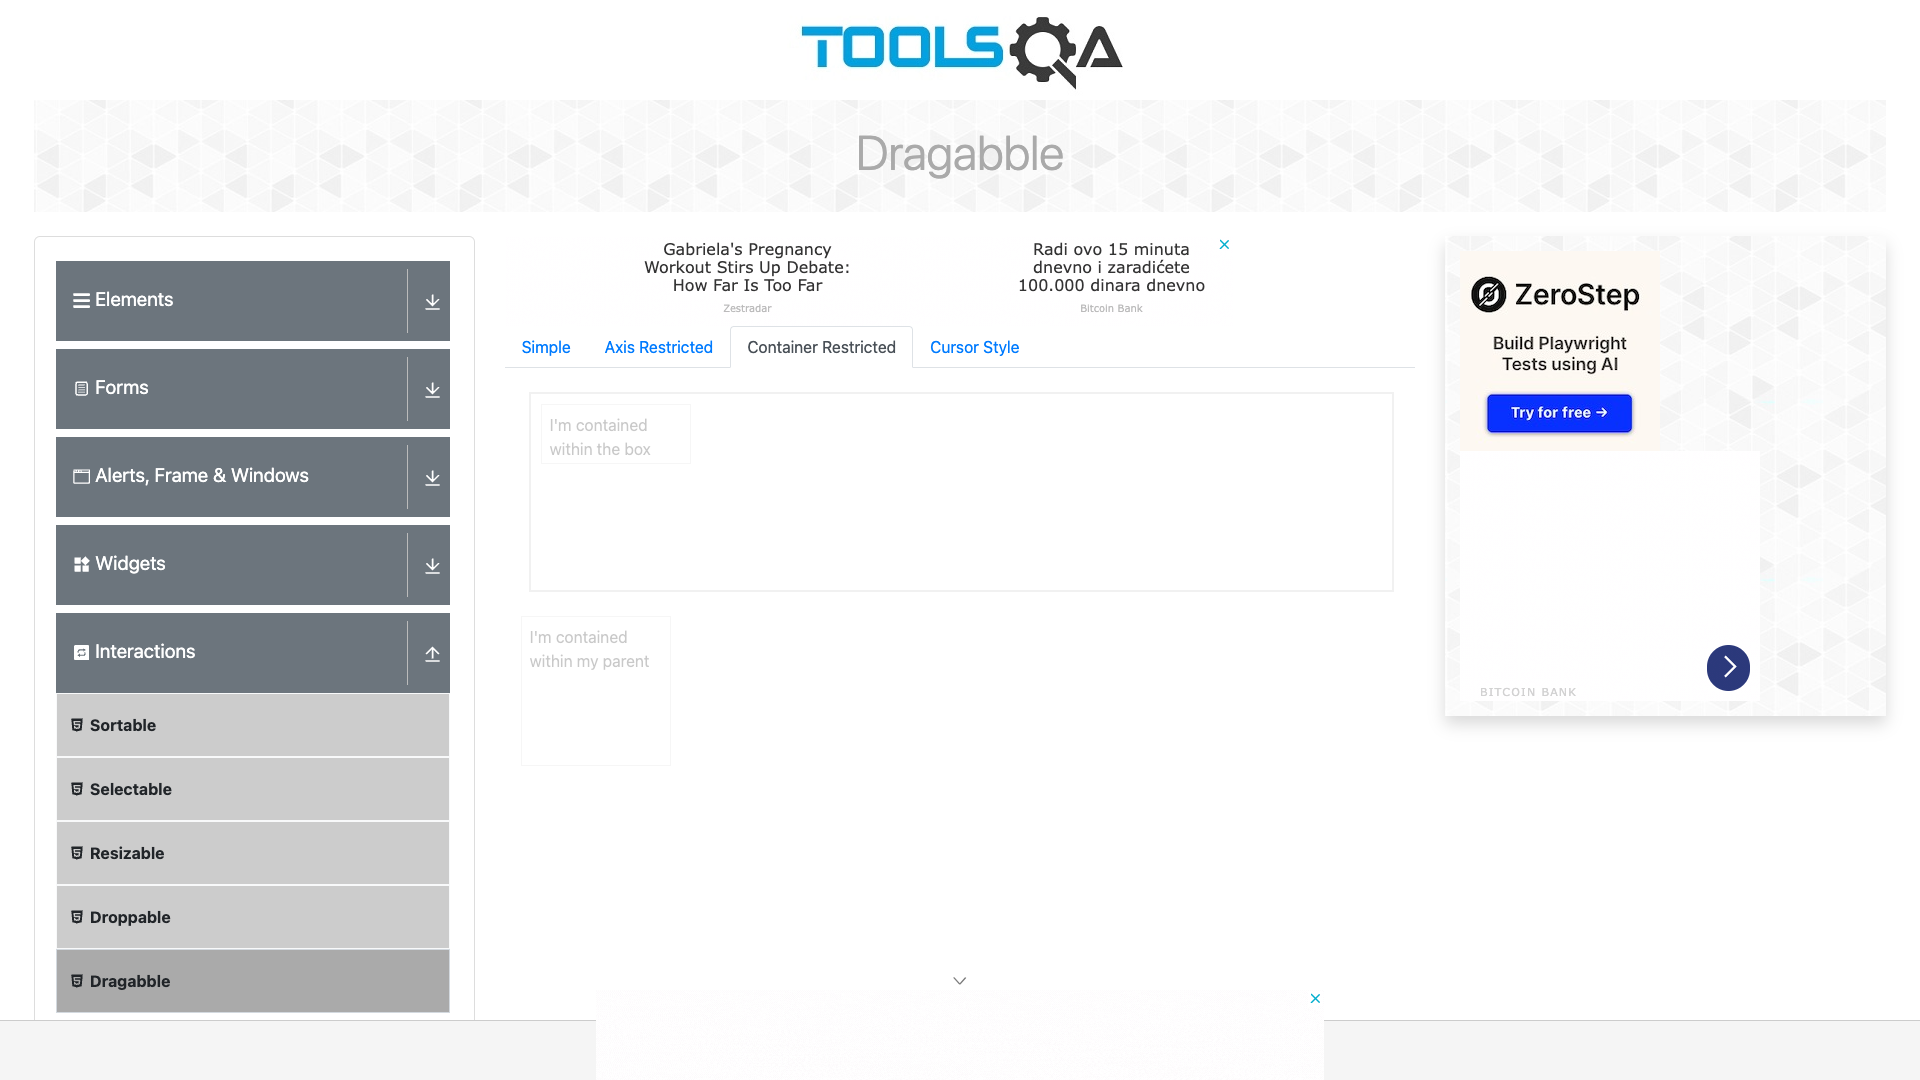 TOOLSQA
Dragabble
Elements
Forms
Alerts, Frame & Windows
Widgets
Interactions
Sortable
Selectable
Resizable
Droppable
Dragabble
Gabriela's Pregnancy
Workout Stirs Up Debate:
How Far Is Too Far
Zestradar
Radi ovo 15 minuta
dnevno i zaradićete
100.000 dinara dnevno
Bitcoin Bank
Simple
Axis Restricted
Container Restricted
Cursor Style
I'm contained
within the box
I'm contained
within my parent
ZeroStep
Build Playwright
Tests using AI
Try for free →
BITCOIN BANK